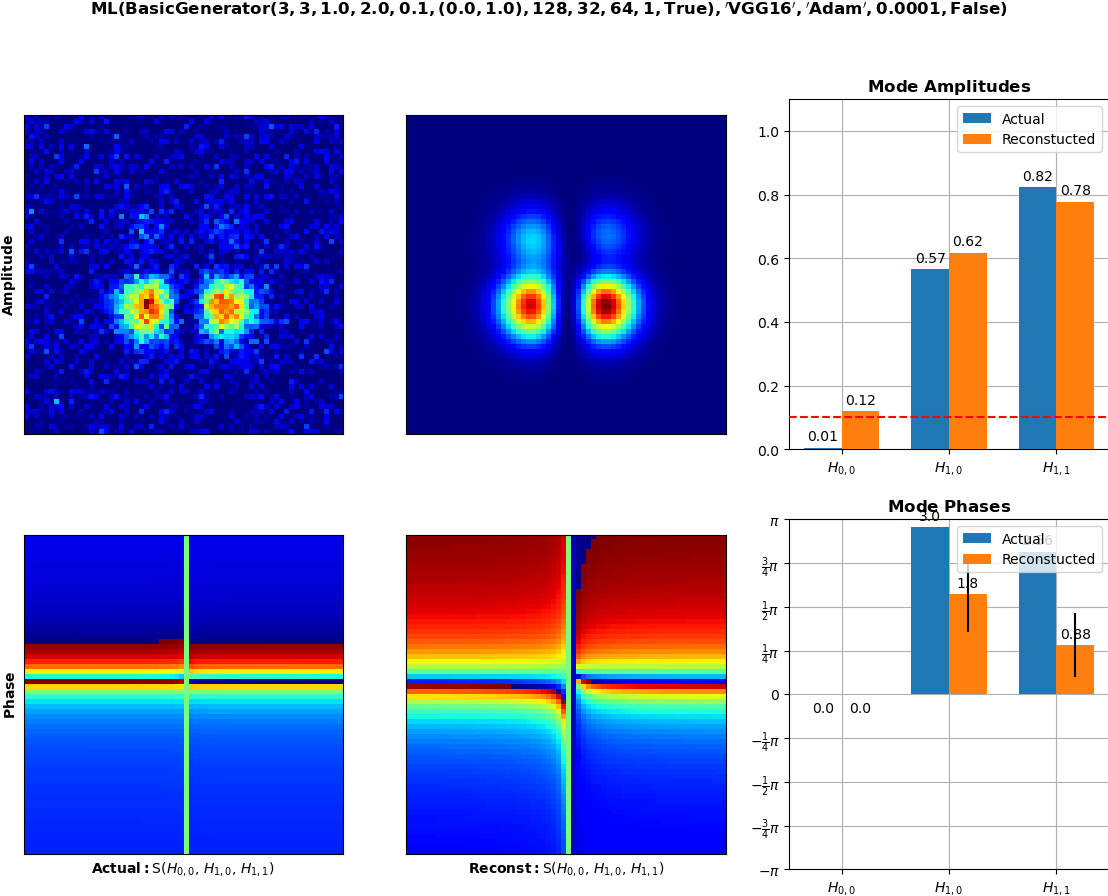 ML(BasicGenerator(3, 3, 1.0, 2.0, 0.1, (0.0, 1.0), 128, 32, 64, 1, True), ′VGG16′, ′Adam′, 0.0001, False)
Amplitude
Mode Amplitudes
Actual
Reconstucted
1.0
0.8
0.6
0.4
0.2
0.0
0.01
0.12
0.57
0.62
0.82
0.78
H₀,₀
H₁,₀
H₁,₁
Phase
Actual: S(H₀,₀, H₁,₀, H₁,₁)
Reconst: S(H₀,₀, H₁,₀, H₁,₁)
Mode Phases
Actual
Reconstucted
π
¾π
½π
¼π
0
−¼π
−½π
−¾π
−π
0.0
0.0
3.0
1.8
0.88
H₀,₀
H₁,₀
H₁,₁